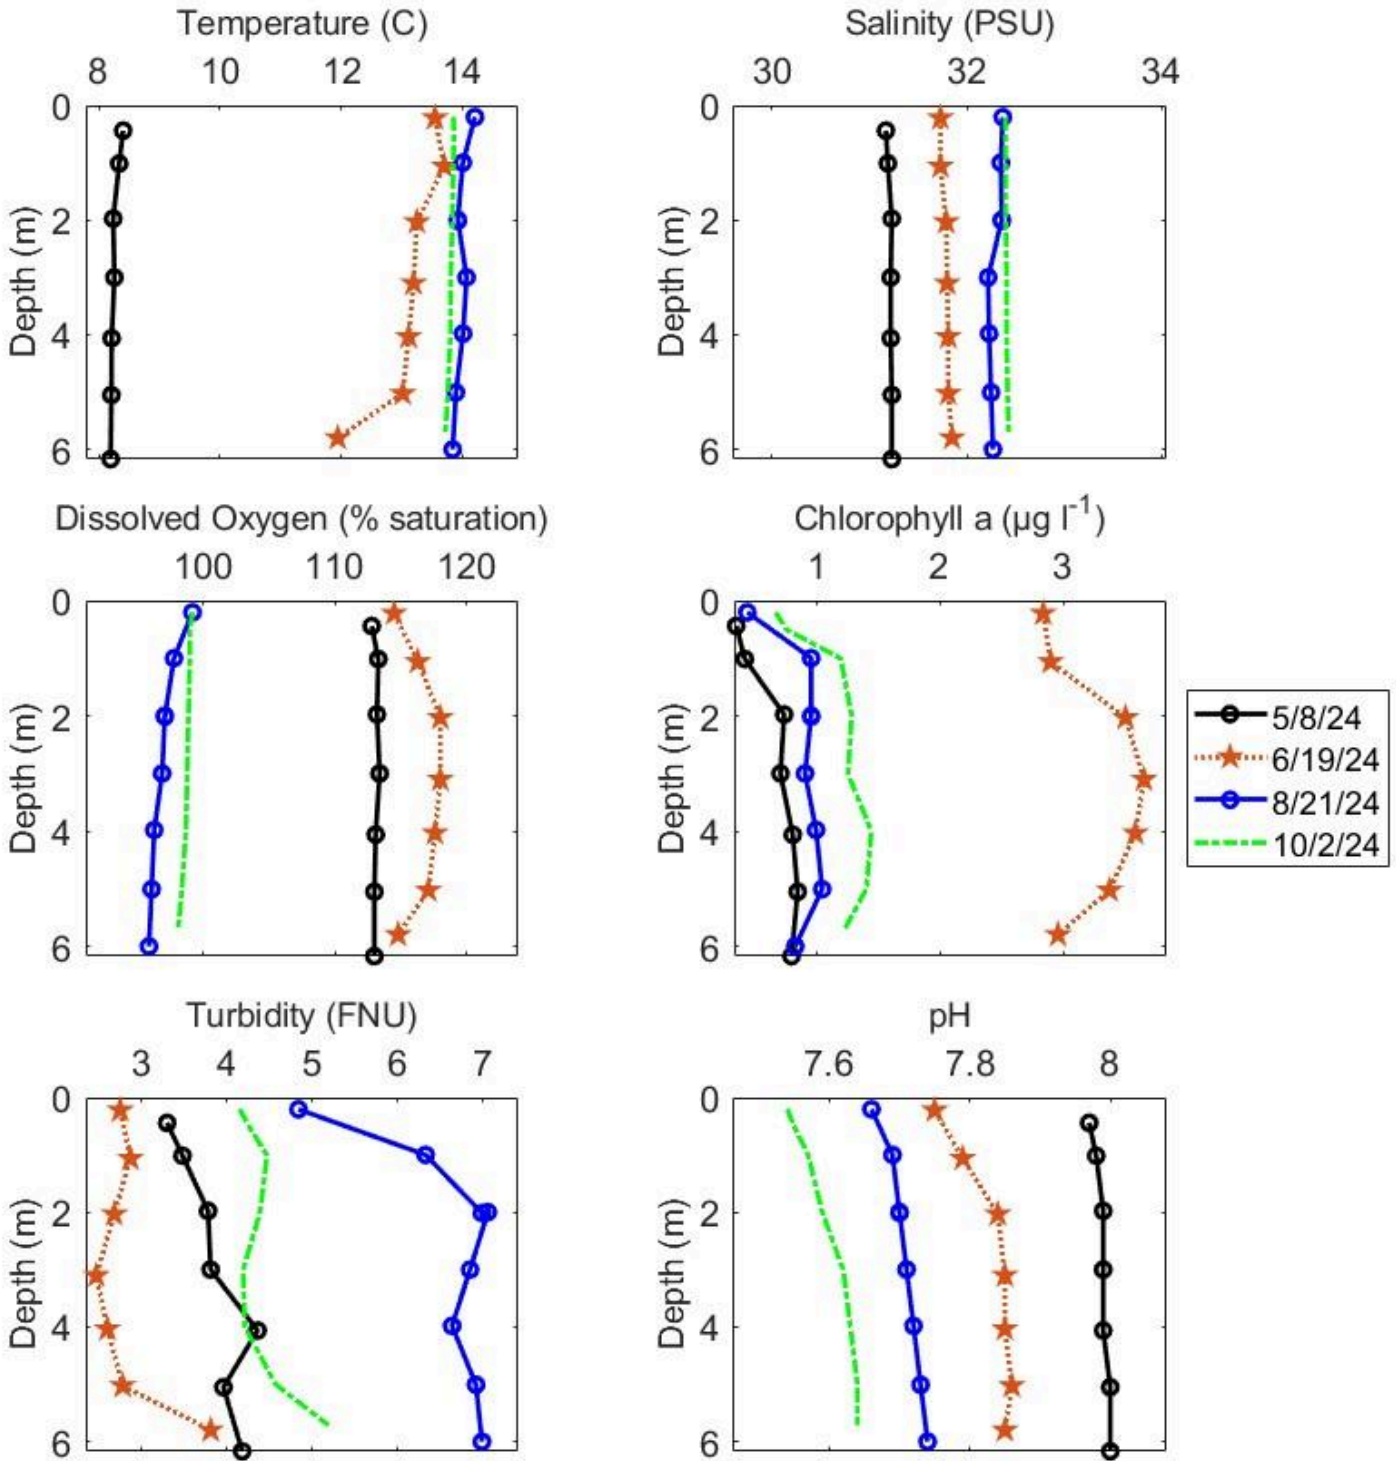 Temperature (C)
8 10 12 14
0
2
4
6
Depth (m)
Salinity (PSU)
30 32 34
0
2
4
6
Depth (m)
Dissolved Oxygen (% saturation)
100 110 120
0
2
4
6
Depth (m)
Chlorophyll a (µg l⁻¹)
1 2 3
0
2
4
6
Depth (m)
5/8/24
6/19/24
8/21/24
10/2/24
Turbidity (FNU)
3 4 5 6 7
0
2
4
6
Depth (m)
pH
7.6 7.8 8
0
2
4
6
Depth (m)